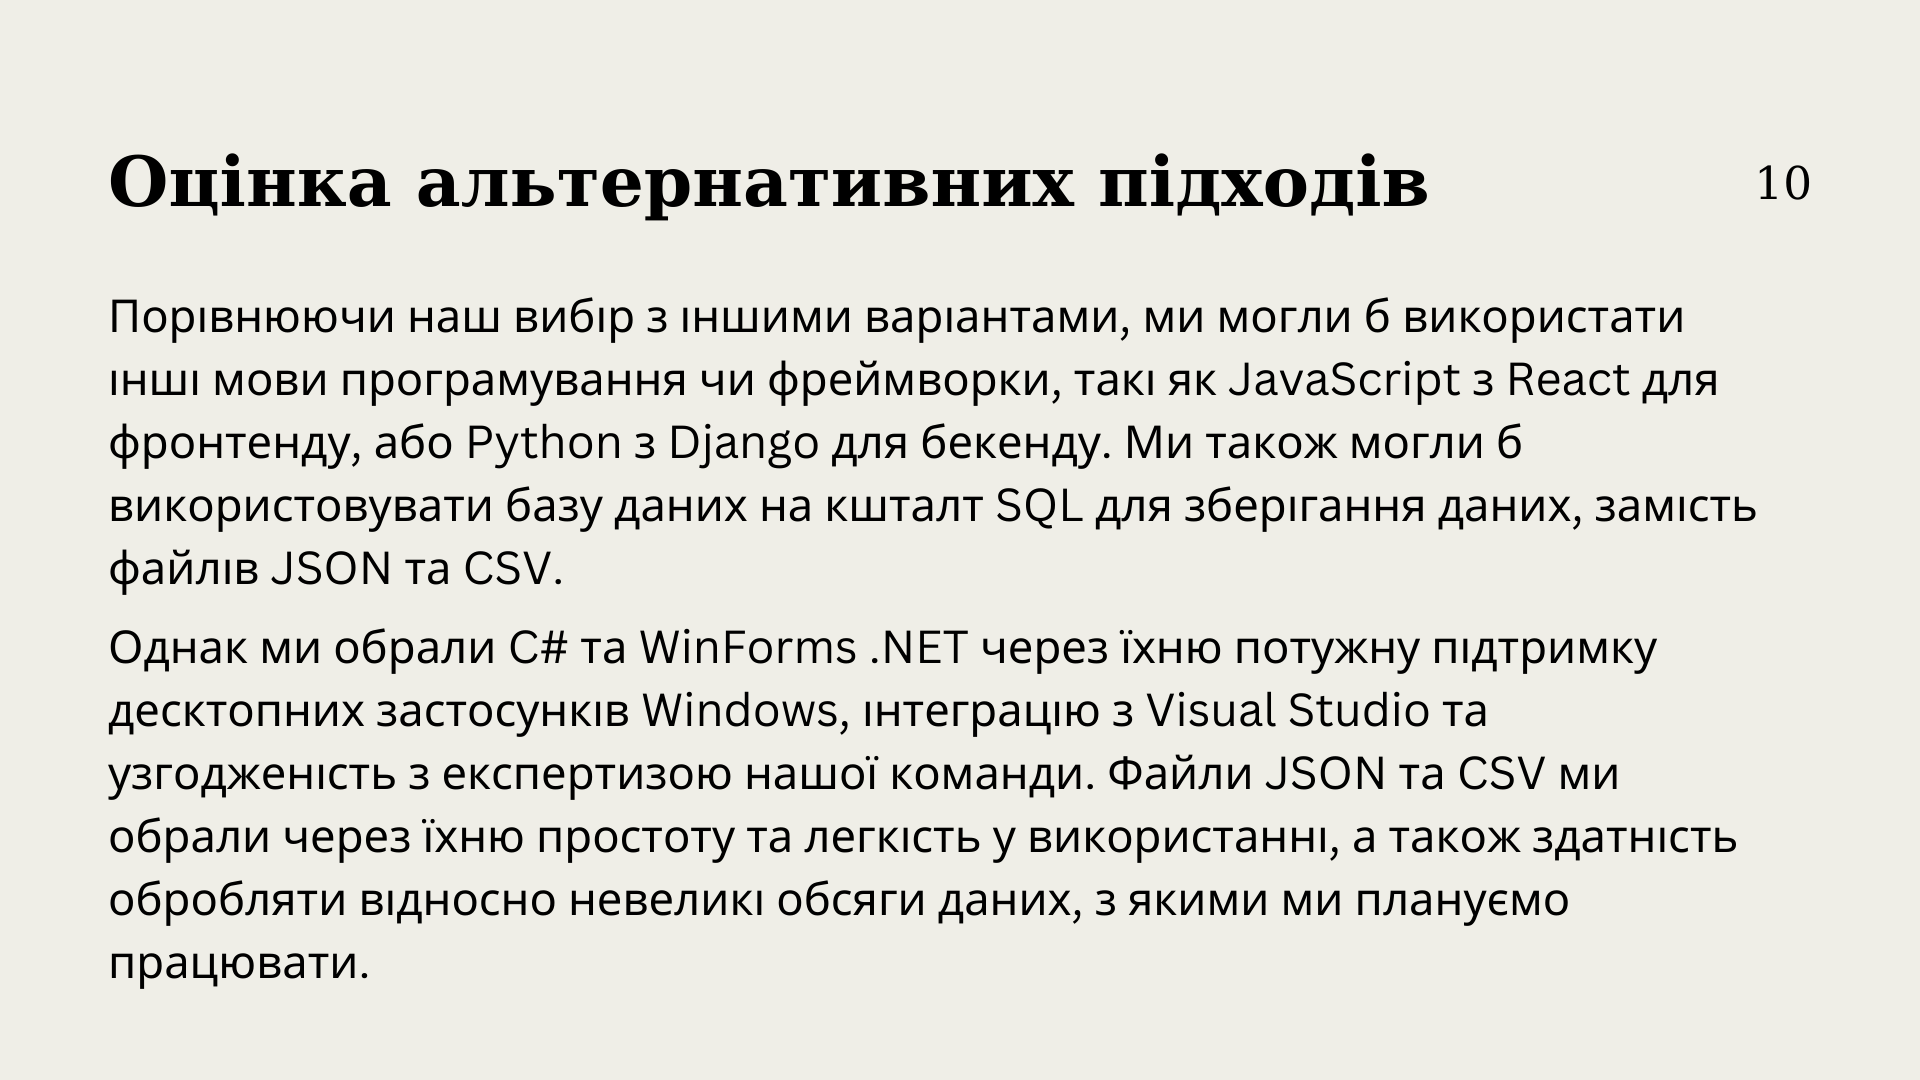 Оцінка альтернативних підходів
10
Порівнюючи наш вибір з іншими варіантами, ми могли б використати
інші мови програмування чи фреймворки, такі як JavaScript з React для
фронтенду, або Python з Django для бекенду. Ми також могли б
використовувати базу даних на кшталт SQL для зберігання даних, замість
файлів JSON та CSV.
Однак ми обрали C# та WinForms .NET через їхню потужну підтримку
десктопних застосунків Windows, інтеграцію з Visual Studio та
узгодженість з експертизою нашої команди. Файли JSON та CSV ми
обрали через їхню простоту та легкість у використанні, а також здатність
обробляти відносно невеликі обсяги даних, з якими ми плануємо
працювати.